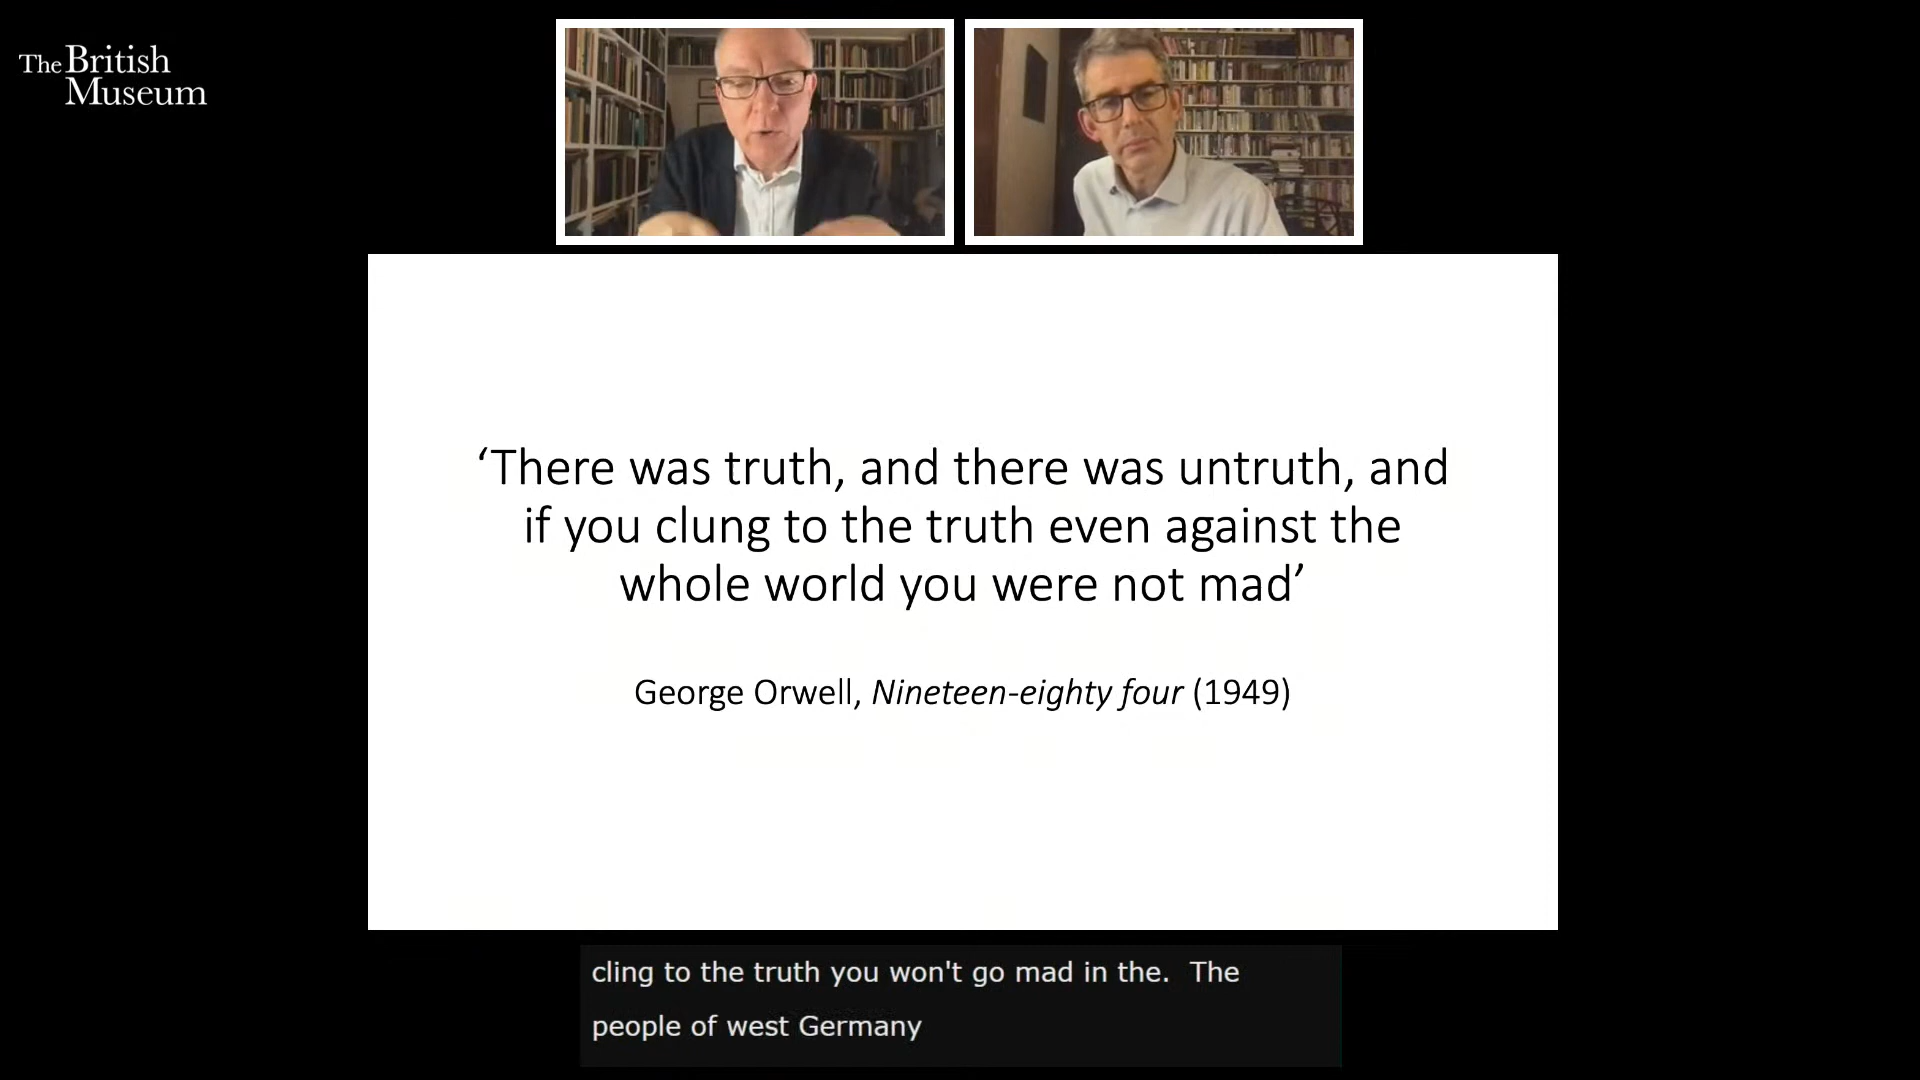 The British
Museum
‘There was truth, and there was untruth, and
if you clung to the truth even against the
whole world you were not mad’
George Orwell, Nineteen-eighty four (1949)
cling to the truth you won't go mad in the.  The
people of west Germany